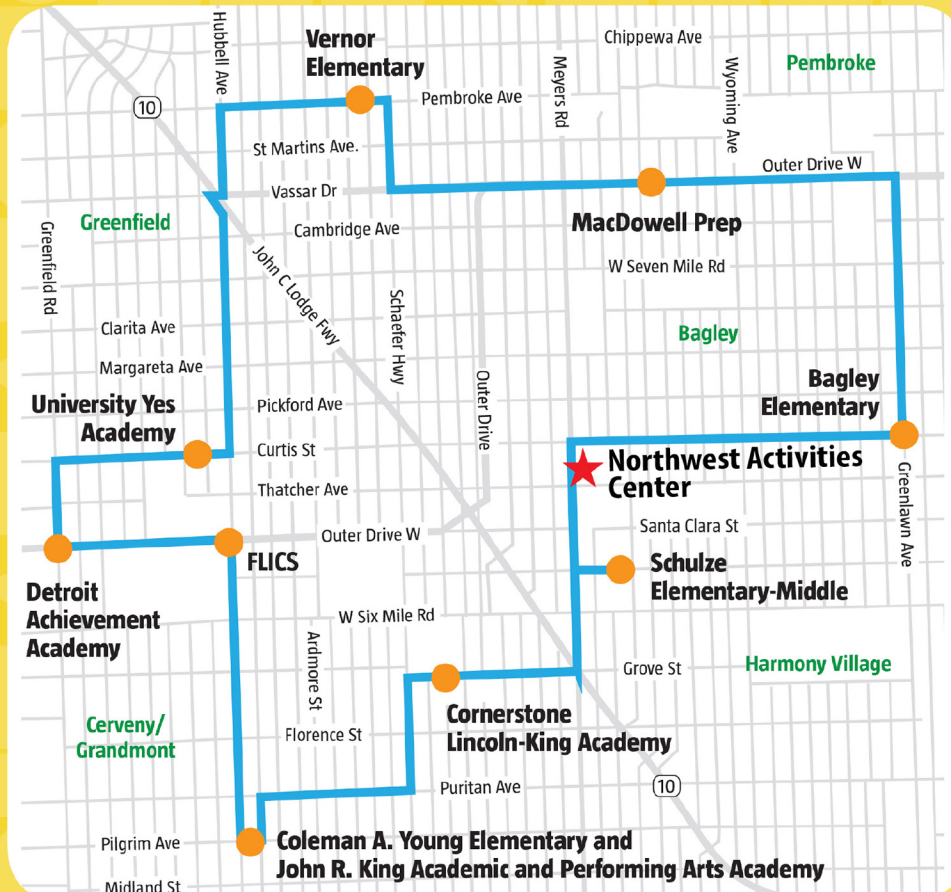 Hubbell Ave
Vernor
Elementary
Chippewa Ave
Meyers Rd
Wyoming Ave
Pembroke
10
Pembroke Ave
St Martins Ave.
Outer Drive W
Vassar Dr
Greenfield
Greenfield Rd
Cambridge Ave
MacDowell Prep
John C Lodge Fwy
W Seven Mile Rd
Schaefer Hwy
Clarita Ave
Bagley
Margareta Ave
Outer Drive
Bagley
Elementary
University Yes
Academy
Pickford Ave
Curtis St
Northwest Activities
Center
Greenlawn Ave
Thatcher Ave
Santa Clara St
Outer Drive W
FLICS
Schulze
Elementary-Middle
Detroit
Achievement
Academy
W Six Mile Rd
Ardmore St
Grove St
Harmony Village
Cornerstone
Lincoln-King Academy
Cerveny/
Grandmont
Florence St
Puritan Ave
10
Pilgrim Ave
Coleman A. Young Elementary and
John R. King Academic and Performing Arts Academy
Midland St